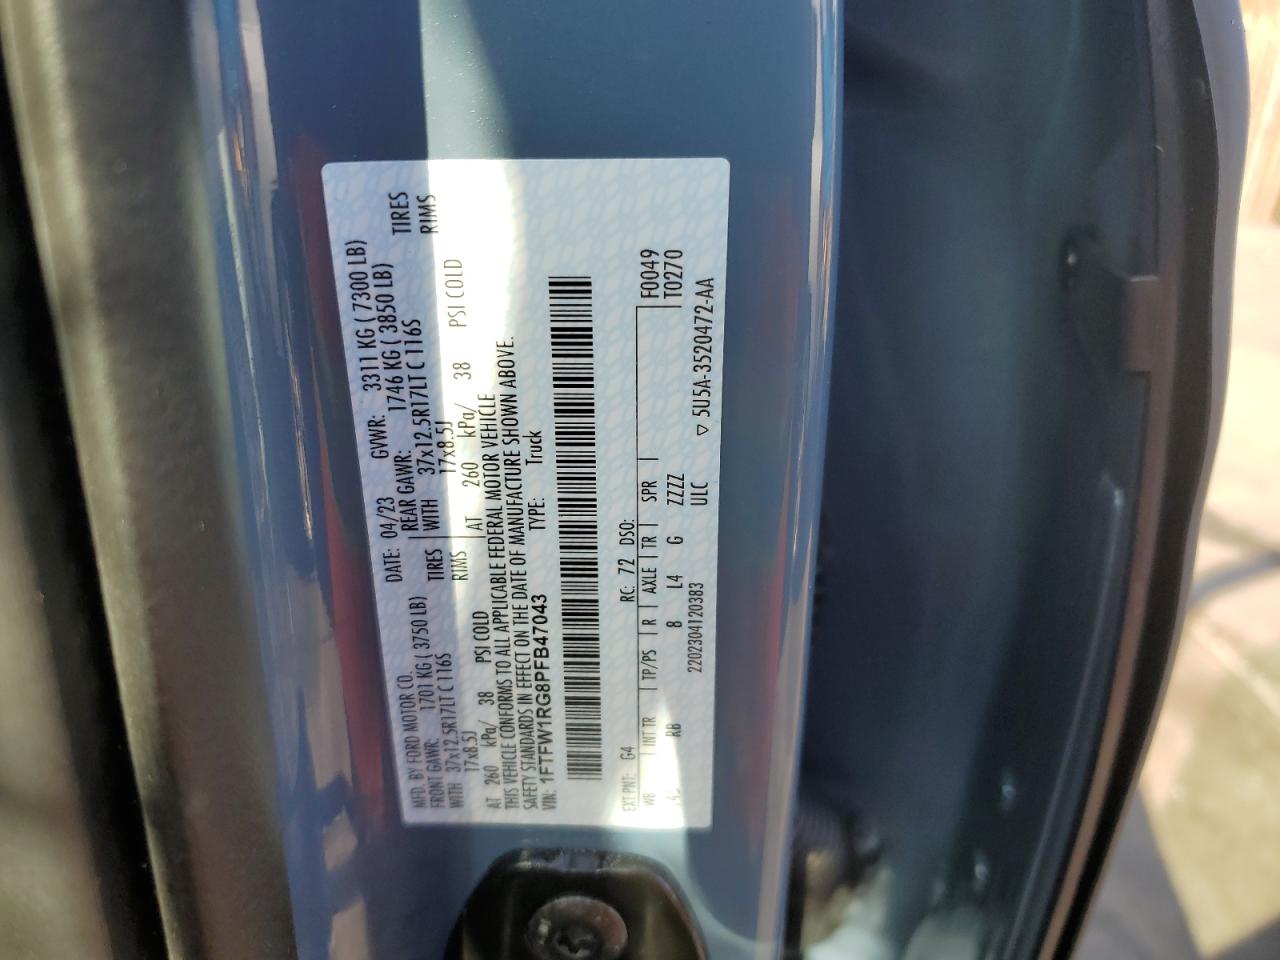 MFD. BY FORD MOTOR CO.
DATE: 04/23 GVWR: 3311 KG ( 7300 LB)
FRONT GAWR: 1701 KG ( 3750 LB)
REAR GAWR: 1746 KG ( 3850 LB)
WITH 37x12.5R17LT C 116S TIRES
WITH 37x12.5R17LT C 116S TIRES
17x8.5J RIMS
17x8.5J RIMS
AT 260 kPa/ 38 PSI COLD
AT 260 kPa/ 38 PSI COLD
THIS VEHICLE CONFORMS TO ALL APPLICABLE FEDERAL MOTOR VEHICLE
SAFETY STANDARDS IN EFFECT ON THE DATE OF MANUFACTURE SHOWN ABOVE.
VIN: 1FTFW1RG8PFB47043 TYPE: Truck
EXT PNT: G4 RC: 72 DSO: F0049
WB INT TR TP/PS R AXLE TR SPR T0270
RB 8 L4 G ZZZZ
2202304120383 UILC ▽ 5U5A-3520472-AA